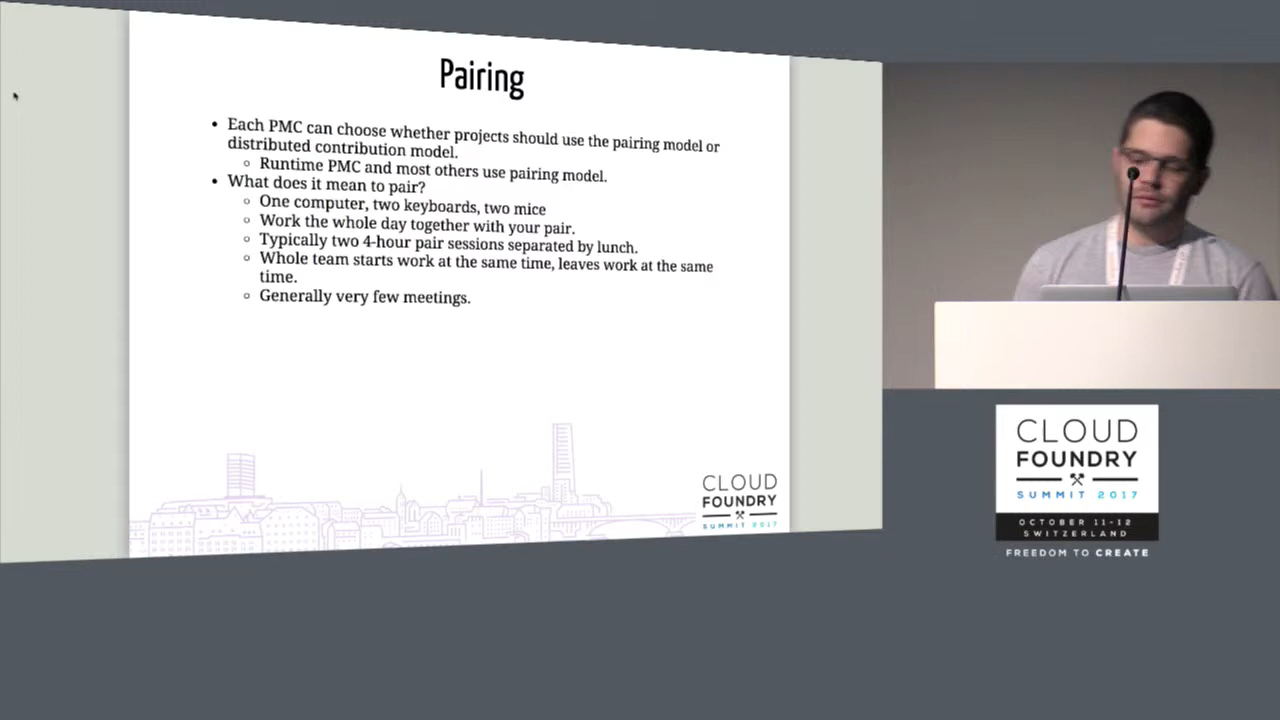 Pairing
• Each PMC can choose whether projects should use the pairing model or
distributed contribution model.
○ Runtime PMC and most others use pairing model.
• What does it mean to pair?
○ One computer, two keyboards, two mice
○ Work the whole day together with your pair.
○ Typically two 4-hour pair sessions separated by lunch.
○ Whole team starts work at the same time, leaves work at the same
time.
○ Generally very few meetings.
CLOUD
FOUNDRY
SUMMIT 2017
CLOUD
FOUNDRY
SUMMIT 2017
OCTOBER 11-12
SWITZERLAND
FREEDOM TO CREATE